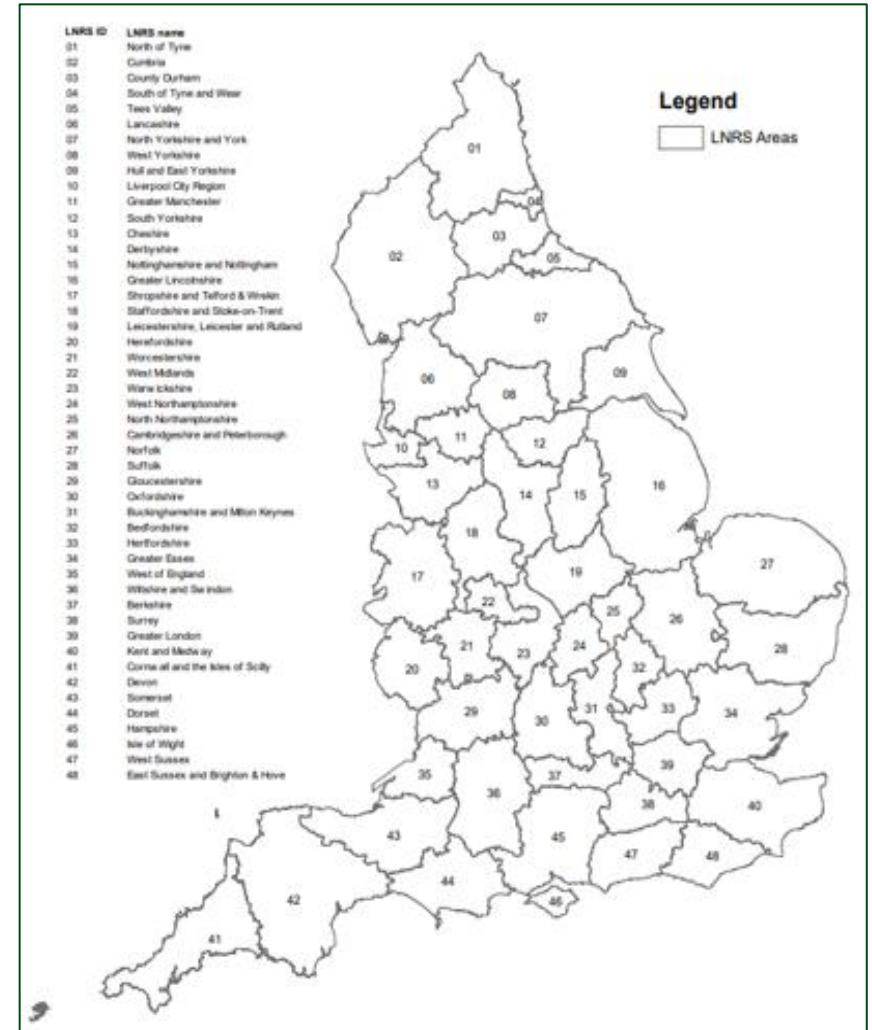 LNRS ID LNRS name
01 North of Tyne
02 Cumbria
03 County Durham
04 South of Tyne and Wear
05 Tees Valley
06 Lancashire
07 North Yorkshire and York
08 West Yorkshire
09 Hull and East Yorkshire
10 Liverpool City Region
11 Greater Manchester
12 South Yorkshire
13 Cheshire
14 Derbyshire
15 Nottinghamshire and Nottingham
16 Greater Lincolnshire
17 Shropshire and Telford & Wrekin
18 Staffordshire and Stoke-on-Trent
19 Leicestershire, Leicester and Rutland
20 Herefordshire
21 Worcestershire
22 West Midlands
23 Warwickshire
24 West Northamptonshire
25 North Northamptonshire
26 Cambridgeshire and Peterborough
27 Norfolk
28 Suffolk
29 Gloucestershire
30 Oxfordshire
31 Buckinghamshire and Milton Keynes
32 Bedfordshire
33 Hertfordshire
34 Greater Essex
35 West of England
36 Wiltshire and Swindon
37 Berkshire
38 Surrey
39 Greater London
40 Kent and Medway
41 Cornwall and the Isles of Scilly
42 Devon
43 Somerset
44 Dorset
45 Hampshire
46 Isle of Wight
47 West Sussex
48 East Sussex and Brighton & Hove
Legend
LNRS Areas
01
04
03
02
05
07
09
06
08
11
12
10
13
14
15
16
18
27
17
19
22
25
26
21
23
24
28
20
32
29
30
31
33
34
35
37
39
36
38
40
43
45
47
48
44
42
46
41